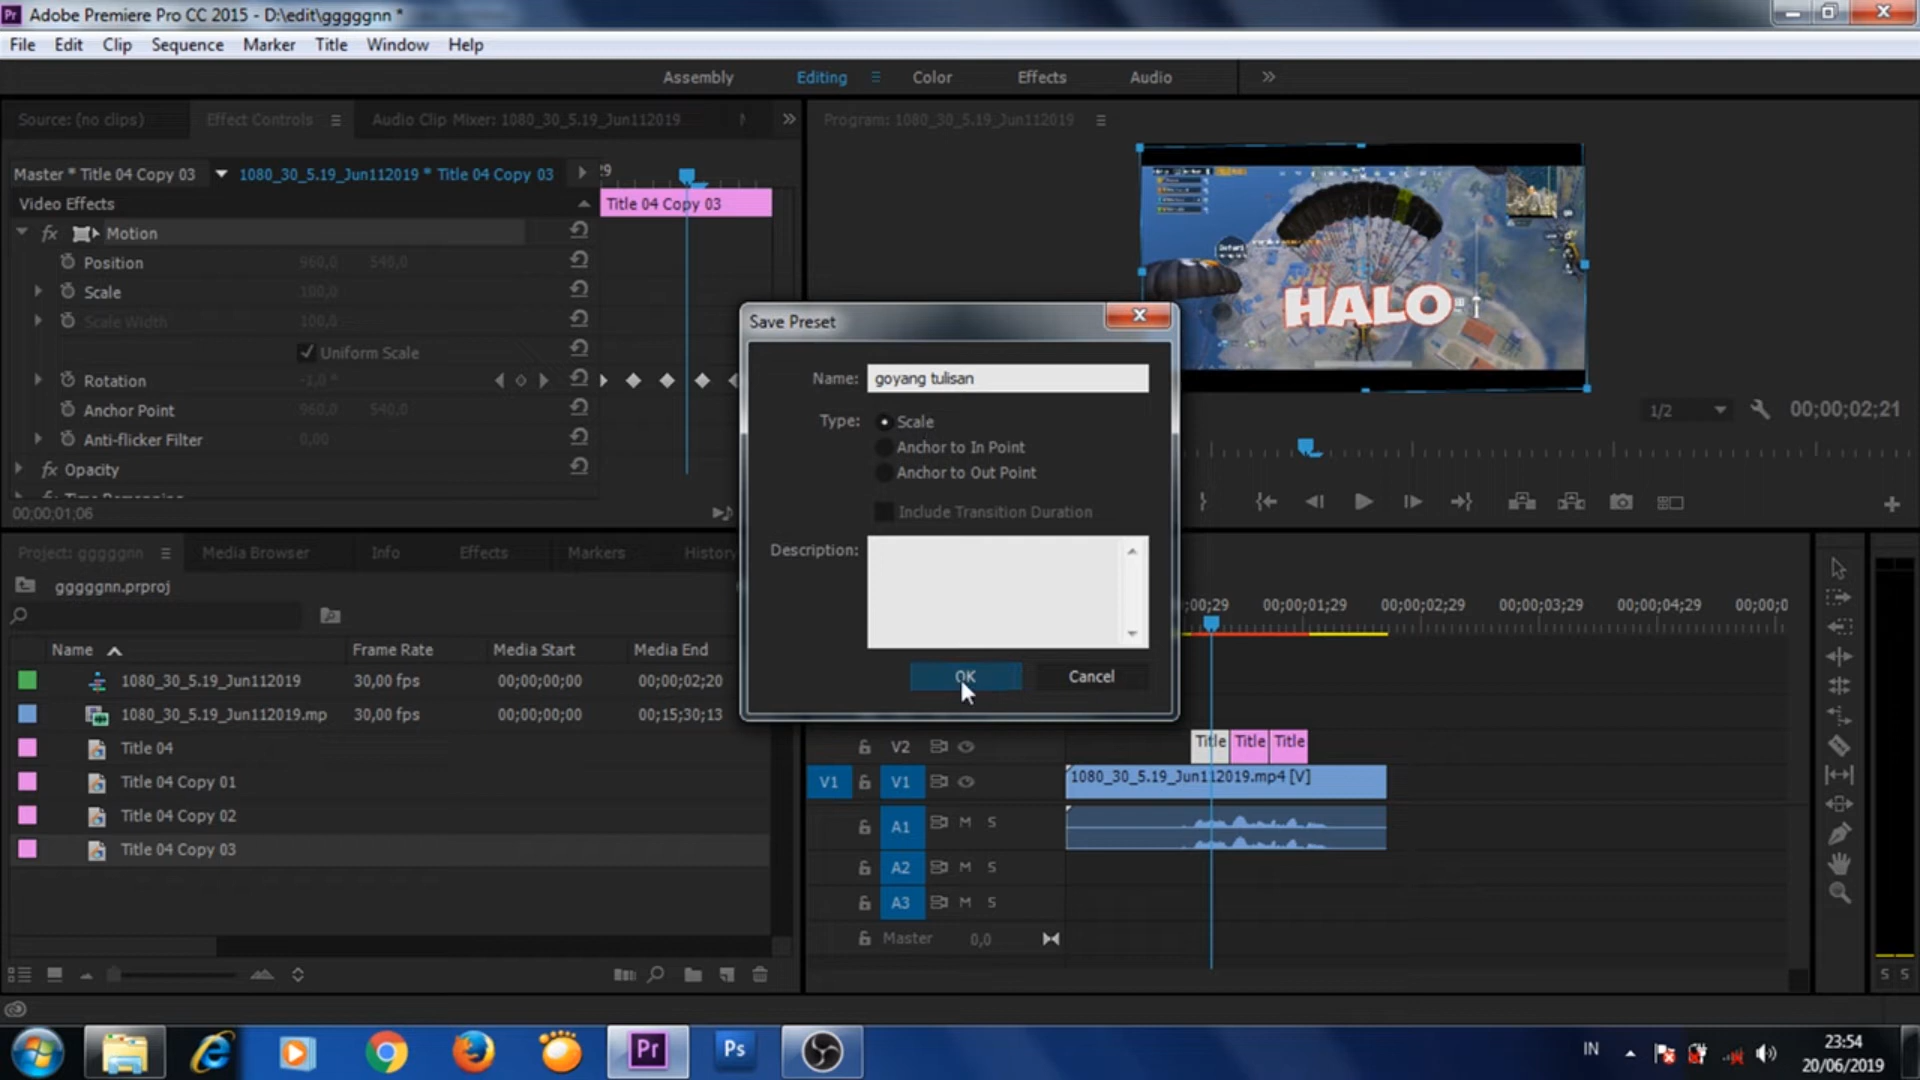 Adobe Premiere Pro CC 2015 - D:\edit\gggggnn *
File Edit Clip Sequence Marker Title Window Help
Assembly Editing Color Effects Audio
Source: (no clips) Effect Controls Audio Clip Mixer: 1080_30_5.19_Jun112019
Program: 1080_30_5.19_Jun112019
Master * Title 04 Copy 03 1080_30_5.19_Jun112019 * Title 04 Copy 03
Video Effects
Title 04 Copy 03
fx Motion
Position 960,0 540,0
Scale 100,0
Scale Width 100,0
Uniform Scale
Rotation -1,0 °
Anchor Point 960,0 540,0
Anti-flicker Filter 0,00
fx Opacity
00;00;01;06
HALO
1/2 00;00;02;21
Save Preset
Name: goyang tulisan
Type: Scale
Anchor to In Point
Anchor to Out Point
Include Transition Duration
Description:
OK Cancel
Project: gggggnn Media Browser Info Effects Markers History
gggggnn.prproj
Name Frame Rate Media Start Media End
1080_30_5.19_Jun112019 30,00 fps 00;00;00;00 00;00;02;20
1080_30_5.19_Jun112019.mp 30,00 fps 00;00;00;00 00;15;30;13
Title 04
Title 04 Copy 01
Title 04 Copy 02
Title 04 Copy 03
;00;29 00;00;01;29 00;00;02;29 00;00;03;29 00;00;04;29 00;00;0
V2 Title Title Title
V1 V1 1080_30_5.19_Jun112019.mp4 [V]
A1 M S
A2 M S
A3 M S
Master 0,0
S S
Pr Ps
IN
23:54
20/06/2019